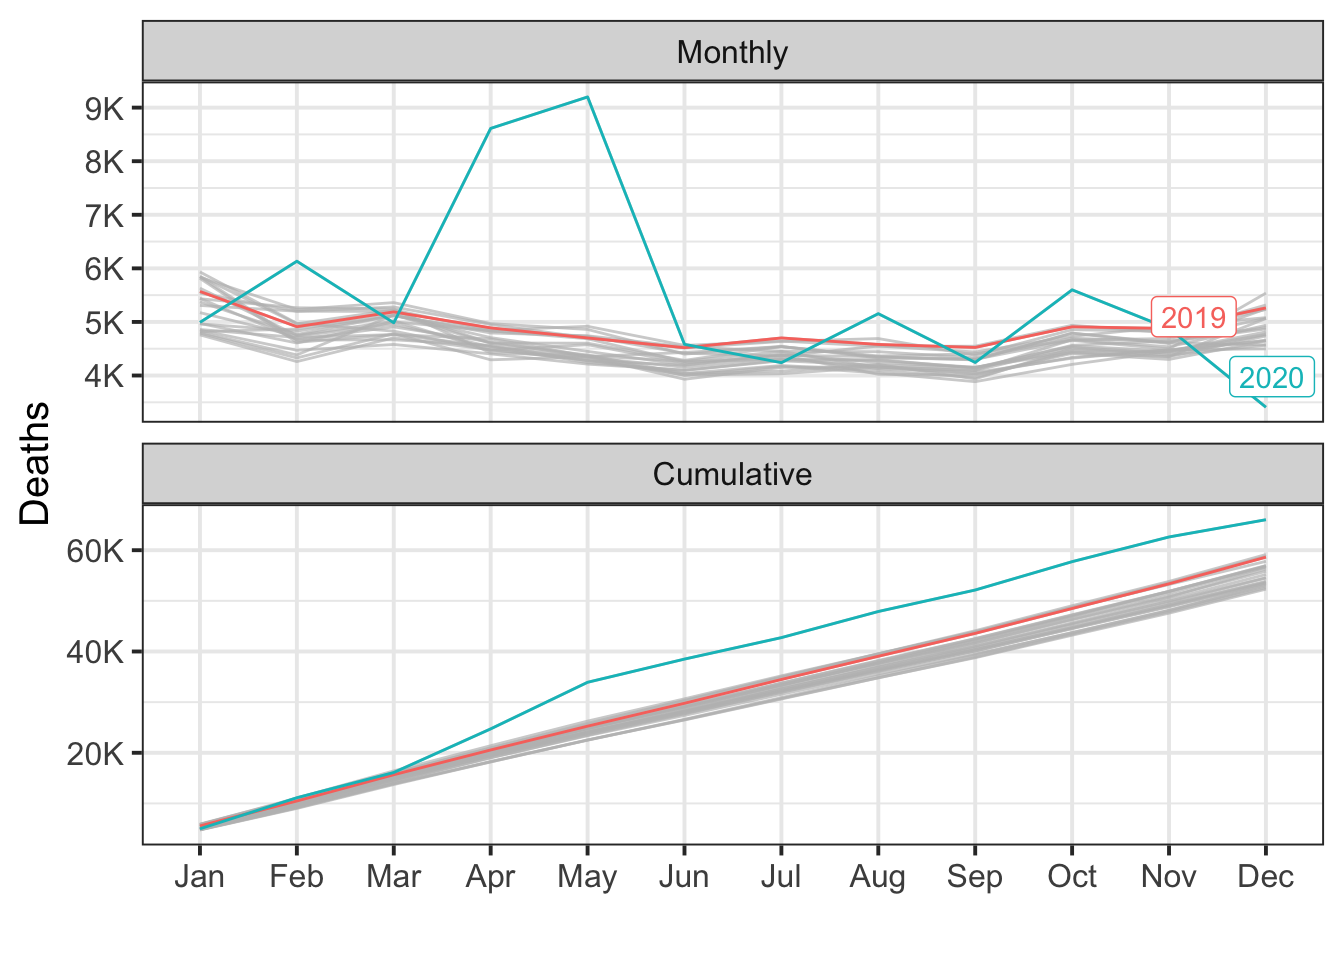 Monthly
9K
8K
7K
6K
5K
4K
2019
2020
Deaths
Cumulative
60K
40K
20K
Jan Feb Mar Apr May Jun Jul Aug Sep Oct Nov Dec